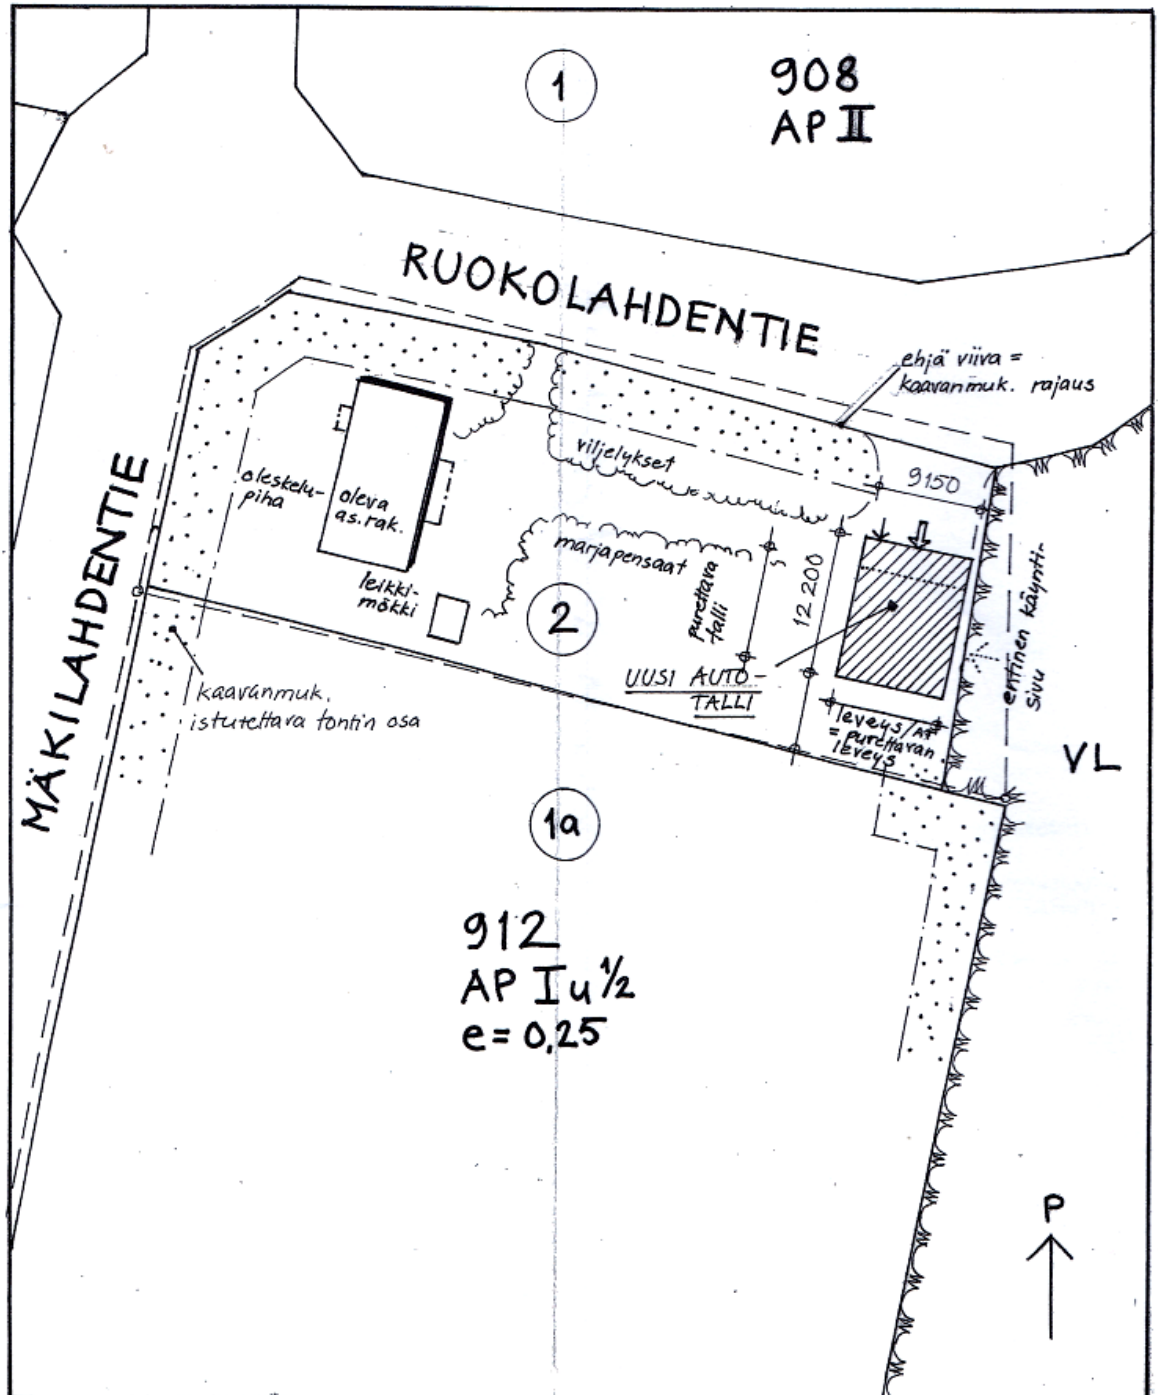 1
908
AP II
RUOKOLAHDENTIE
ehjä viiva =
kaavanmuk. rajaus
viljelykset
9150
oleskelu-
piha
oleva
as.rak.
marjapensaat
leikki-
mökki
purettava
talli
12 200
2
UUSI AUTO-
TALLI
entinen käynti-
sivu
MÄKILAHDENTIE
kaavanmuk.
istutettava tontin osa
leveys/AT
= purettavan
leveys
VL
1a
912
AP I u 1/2
e = 0.25
P